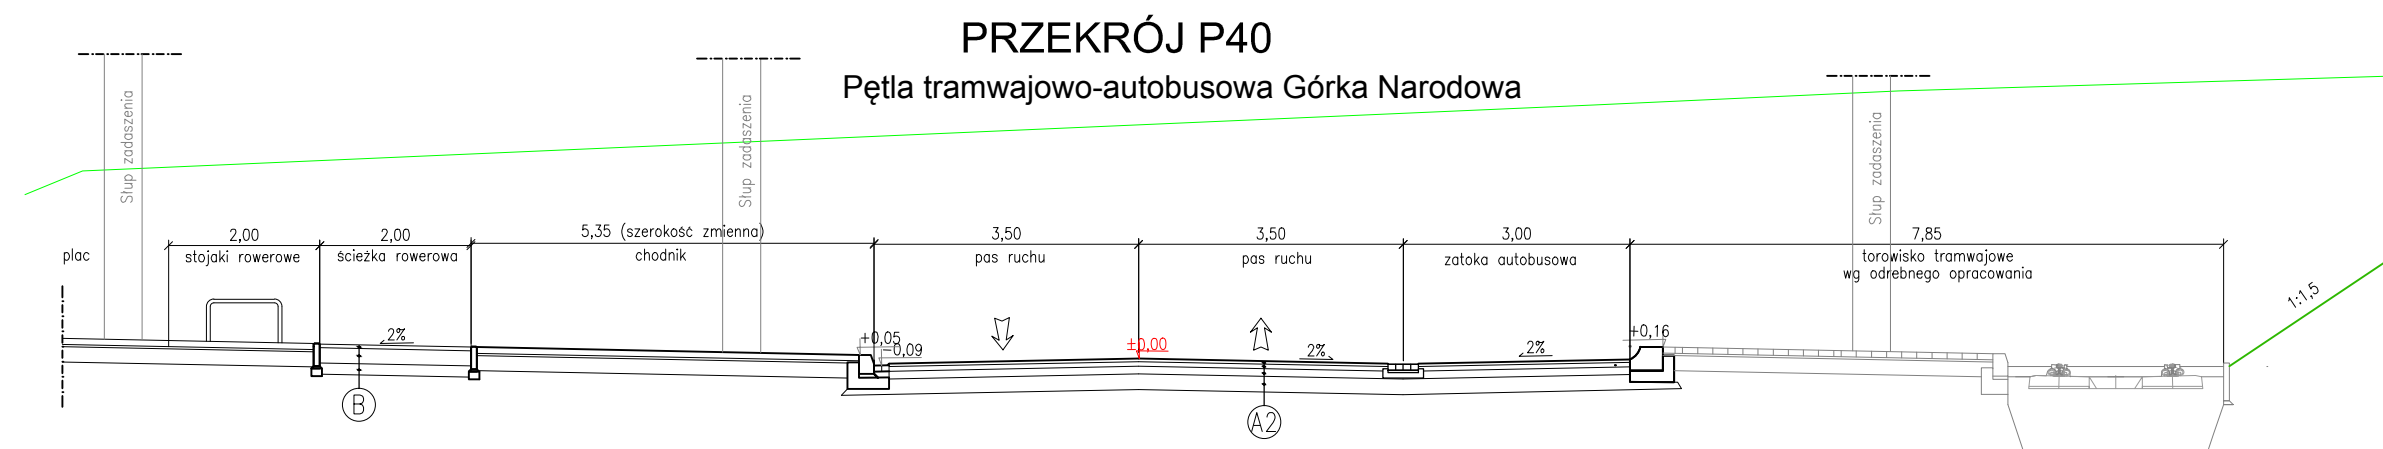 PRZEKRÓJ P40
Pętla tramwajowo-autobusowa Górka Narodowa
Słup zadaszenia
Słup zadaszenia
Słup zadaszenia
2,00
2,00
5,35 (szerokość zmienna)
3,50
3,50
3,00
7,85
plac
stojaki rowerowe
ścieżka rowerowa
chodnik
pas ruchu
pas ruchu
zatoka autobusowa
torowisko tramwajowe
wg odrebnego opracowania
1:1,5
2%
+0,05
-0,09
±0,00
2%
2%
+0,16
B
A2